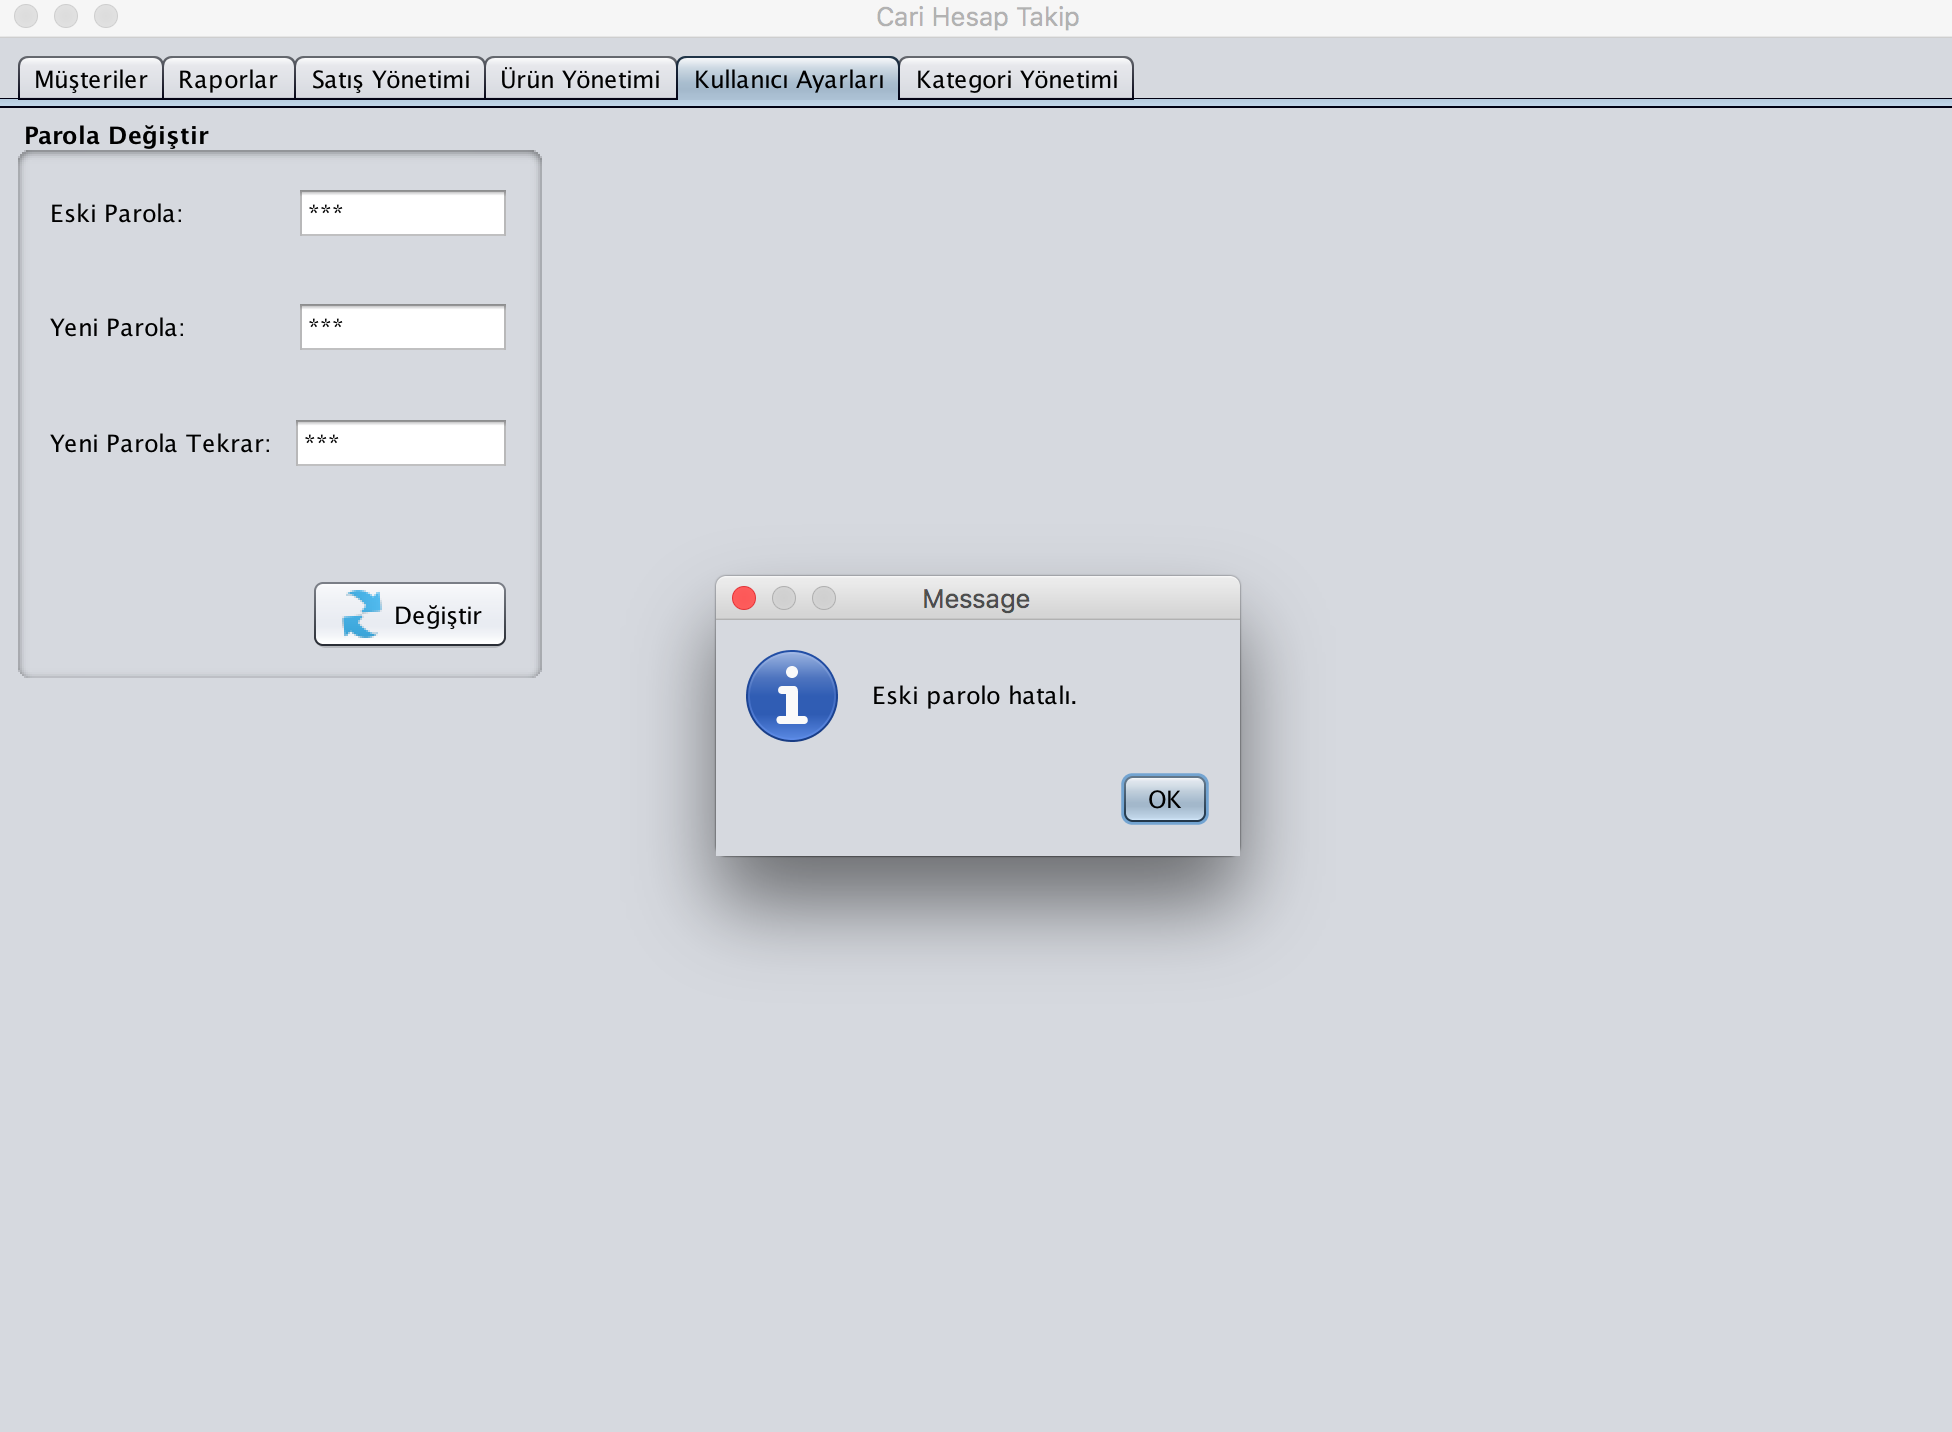 Cari Hesap Takip
Müşteriler Raporlar Satış Yönetimi Ürün Yönetimi Kullanıcı Ayarları Kategori Yönetimi
Parola Değiştir
Eski Parola: ***
Yeni Parola: ***
Yeni Parola Tekrar: ***
Değiştir
Message
Eski parolo hatalı.
OK